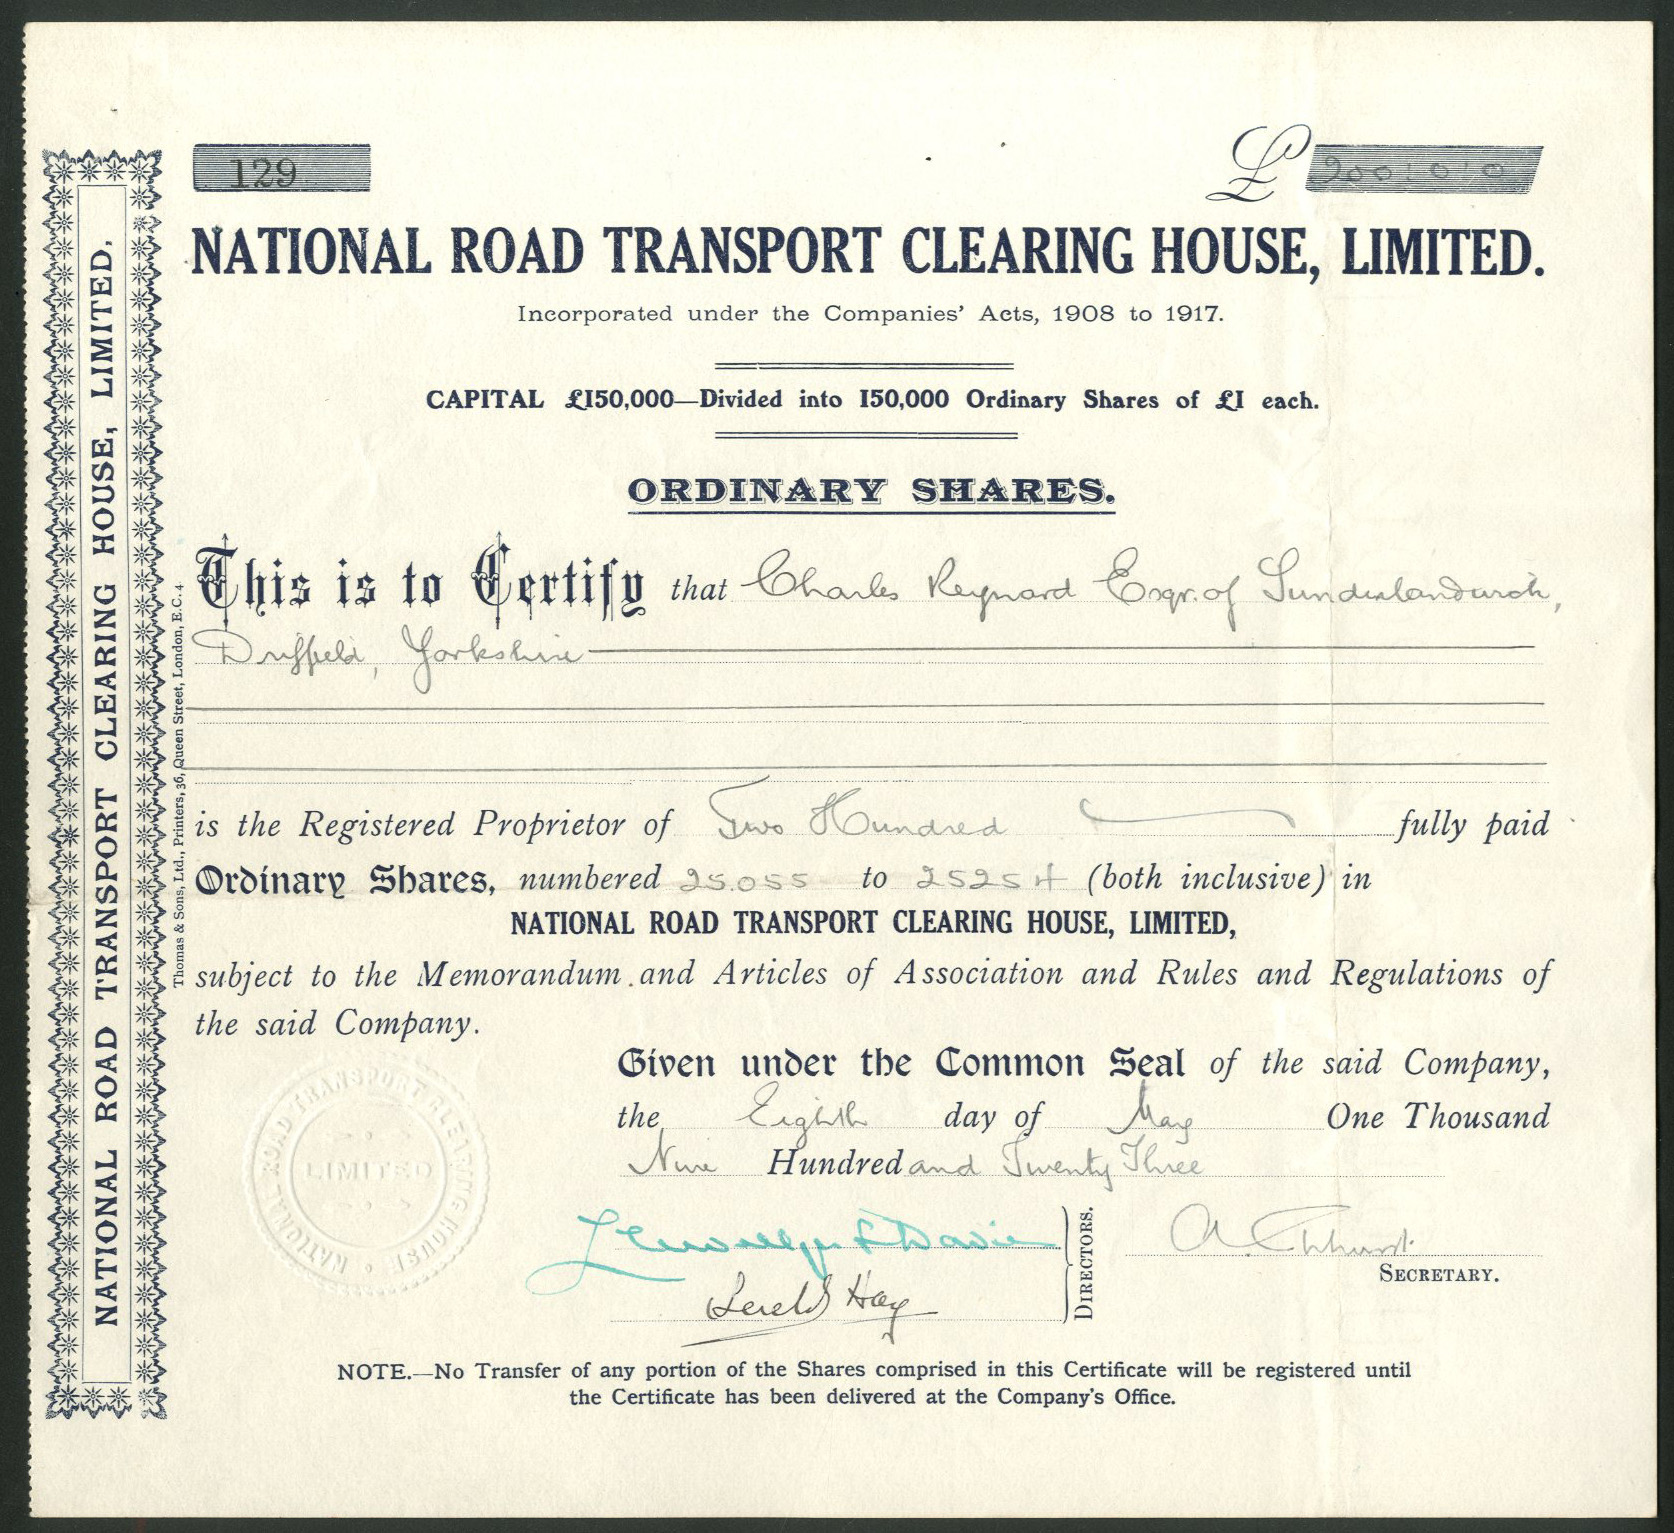 129
£ 200:0:0
NATIONAL ROAD TRANSPORT CLEARING HOUSE, LIMITED.
Incorporated under the Companies' Acts, 1908 to 1917.
CAPITAL £150,000—Divided into 150,000 Ordinary Shares of £1 each.
ORDINARY SHARES.
This is to Certify that Charles Reynard Esqr. of Sunderlandwick,
Driffield, Yorkshire
is the Registered Proprietor of Two Hundred fully paid
Ordinary Shares, numbered 25.055 to 25254 (both inclusive) in
NATIONAL ROAD TRANSPORT CLEARING HOUSE, LIMITED,
subject to the Memorandum and Articles of Association and Rules and Regulations of
the said Company.
Given under the Common Seal of the said Company,
the Eighth day of May One Thousand
Nine Hundred and Twenty Three
Llewellyn Davies
Gerald Hay
DIRECTORS.
A.
SECRETARY.
NOTE.—No Transfer of any portion of the Shares comprised in this Certificate will be registered until
the Certificate has been delivered at the Company's Office.
NATIONAL ROAD TRANSPORT CLEARING HOUSE, LIMITED.
Thomas & Sons, Ltd., Printers, 36, Queen Street, London, E.C. 4
NATIONAL ROAD TRANSPORT CLEARING HOUSE
LIMITED